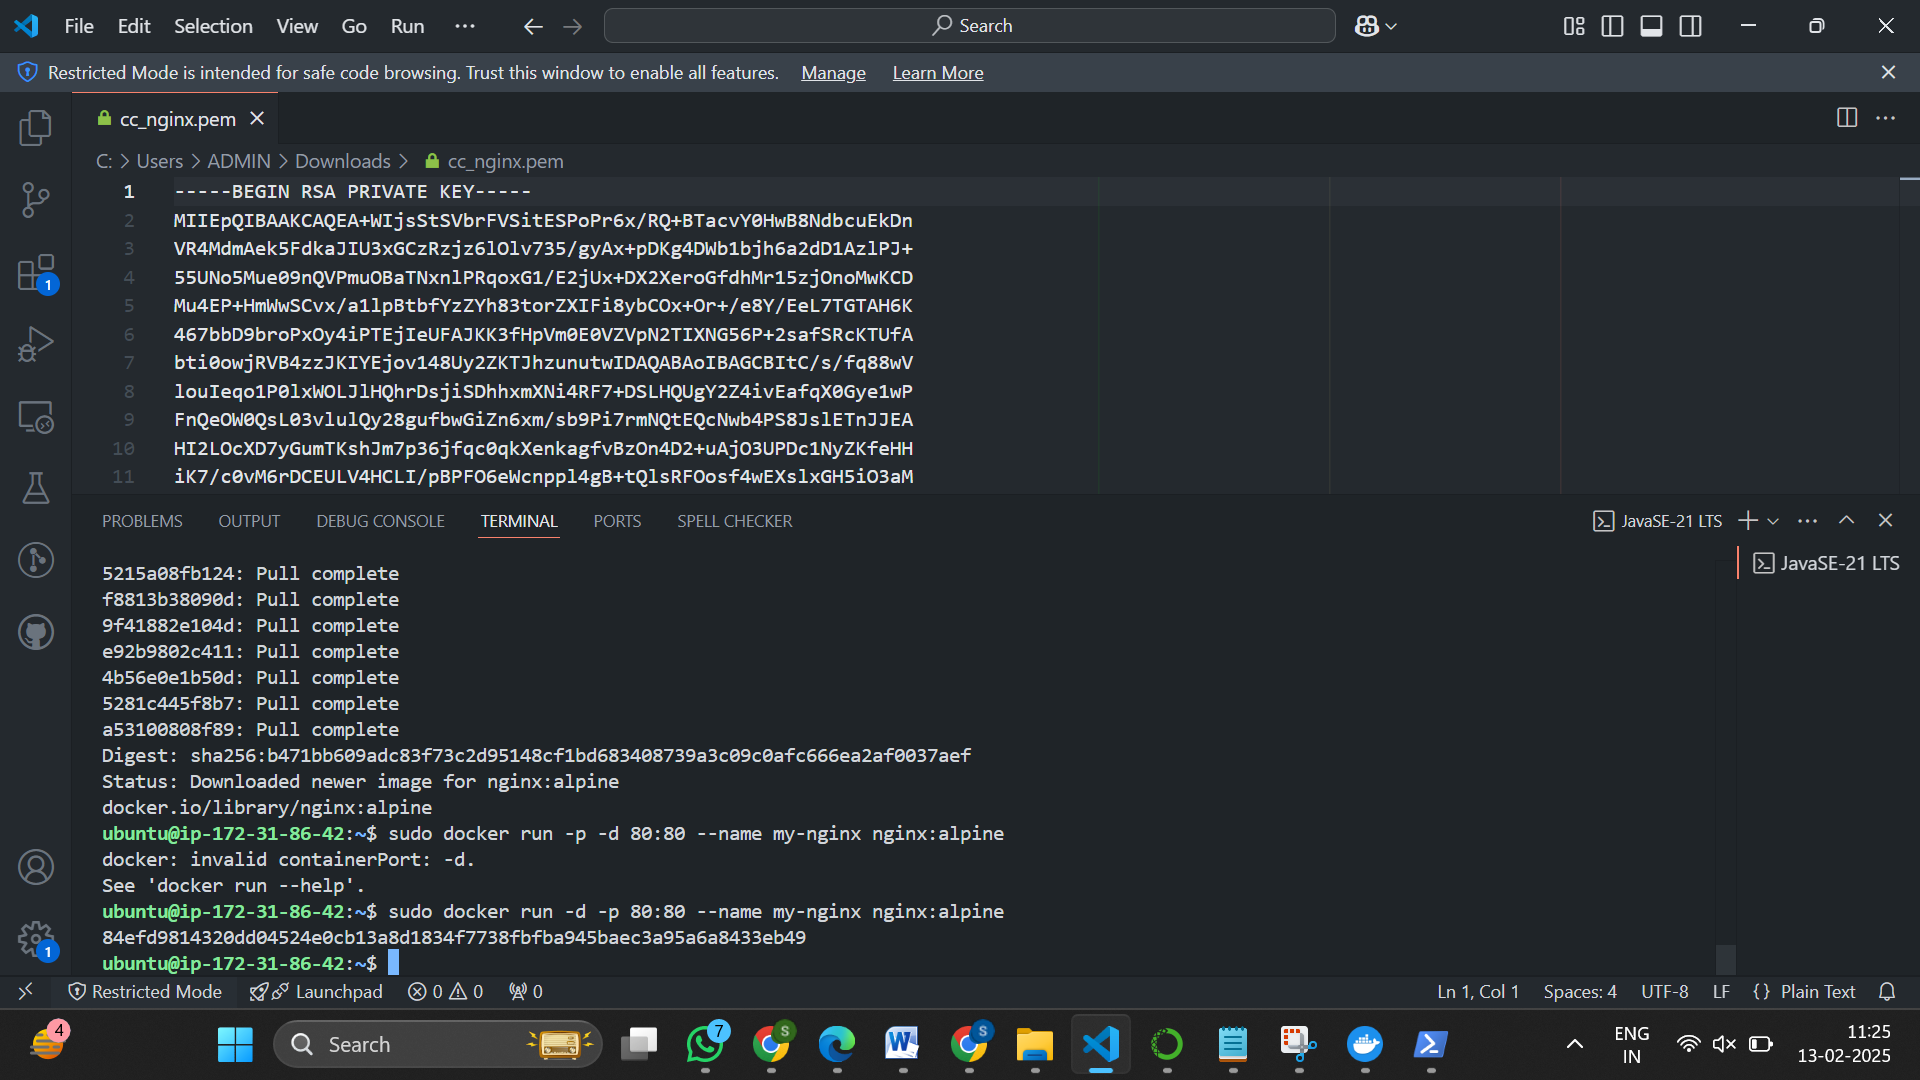 File Edit Selection View Go Run ··· Search
Restricted Mode is intended for safe code browsing. Trust this window to enable all features. Manage Learn More
cc_nginx.pem
C: > Users > ADMIN > Downloads > cc_nginx.pem
1 -----BEGIN RSA PRIVATE KEY-----
2 MIIEpQIBAAKCAQEA+WIjsStSVbrFVSitESPoPr6x/RQ+BTacvY0HwB8NdbcuEkDn
3 VR4MdmAek5FdkaJIU3xGCzRzjz6lOlv735/gyAx+pDKg4DWb1bjh6a2dD1AzlPJ+
4 55UNo5Mue09nQVPmuOBaTNxnlPRqoxG1/E2jUx+DX2XeroGfdhMr15zjOnoMwKCD
5 Mu4EP+HmWwSCvx/a1lpBtbfYzZYh83torZXIFi8ybCOx+Or+/e8Y/EeL7TGTAH6K
6 467bbD9broPxOy4iPTEjIeUFAJKK3fHpVm0E0VZVpN2TIXNG56P+2safSRcKTUfA
7 bti0owjRVB4zzJKIYEjov148Uy2ZKTJhzunutwIDAQABAoIBAGCBItC/s/fq88wV
8 louIeqo1P0lxWOLJlHQhrDsjiSDhhxmXNi4RF7+DSLHQUgY2Z4ivEafqX0Gye1wP
9 FnQeOW0QsL03vlulQy28gufbwGiZn6xm/sb9Pi7rmNQtEQcNwb4PS8JslETnJJEA
10 HI2LOcXD7yGumTKshJm7p36jfqc0qkXenkagfvBzOn4D2+uAjO3UPDc1NyZKfeHH
11 iK7/c0vM6rDCEULV4HCLI/pBPFO6eWcnppl4gB+tQlsRFOosf4wEXslxGH5iO3aM
PROBLEMS OUTPUT DEBUG CONSOLE TERMINAL PORTS SPELL CHECKER JavaSE-21 LTS
JavaSE-21 LTS
5215a08fb124: Pull complete
f8813b38090d: Pull complete
9f41882e104d: Pull complete
e92b9802c411: Pull complete
4b56e0e1b50d: Pull complete
5281c445f8b7: Pull complete
a53100808f89: Pull complete
Digest: sha256:b471bb609adc83f73c2d95148cf1bd683408739a3c09c0afc666ea2af0037aef
Status: Downloaded newer image for nginx:alpine
docker.io/library/nginx:alpine
ubuntu@ip-172-31-86-42:~$ sudo docker run -p -d 80:80 --name my-nginx nginx:alpine
docker: invalid containerPort: -d.
See 'docker run --help'.
ubuntu@ip-172-31-86-42:~$ sudo docker run -d -p 80:80 --name my-nginx nginx:alpine
84efd9814320dd04524e0cb13a8d1834f7738fbfba945baec3a95a6a8433eb49
ubuntu@ip-172-31-86-42:~$
1
1
Restricted Mode Launchpad 0 0 0 Ln 1, Col 1 Spaces: 4 UTF-8 LF {} Plain Text
4 Search 7 S W S ENG 11:25
IN 13-02-2025